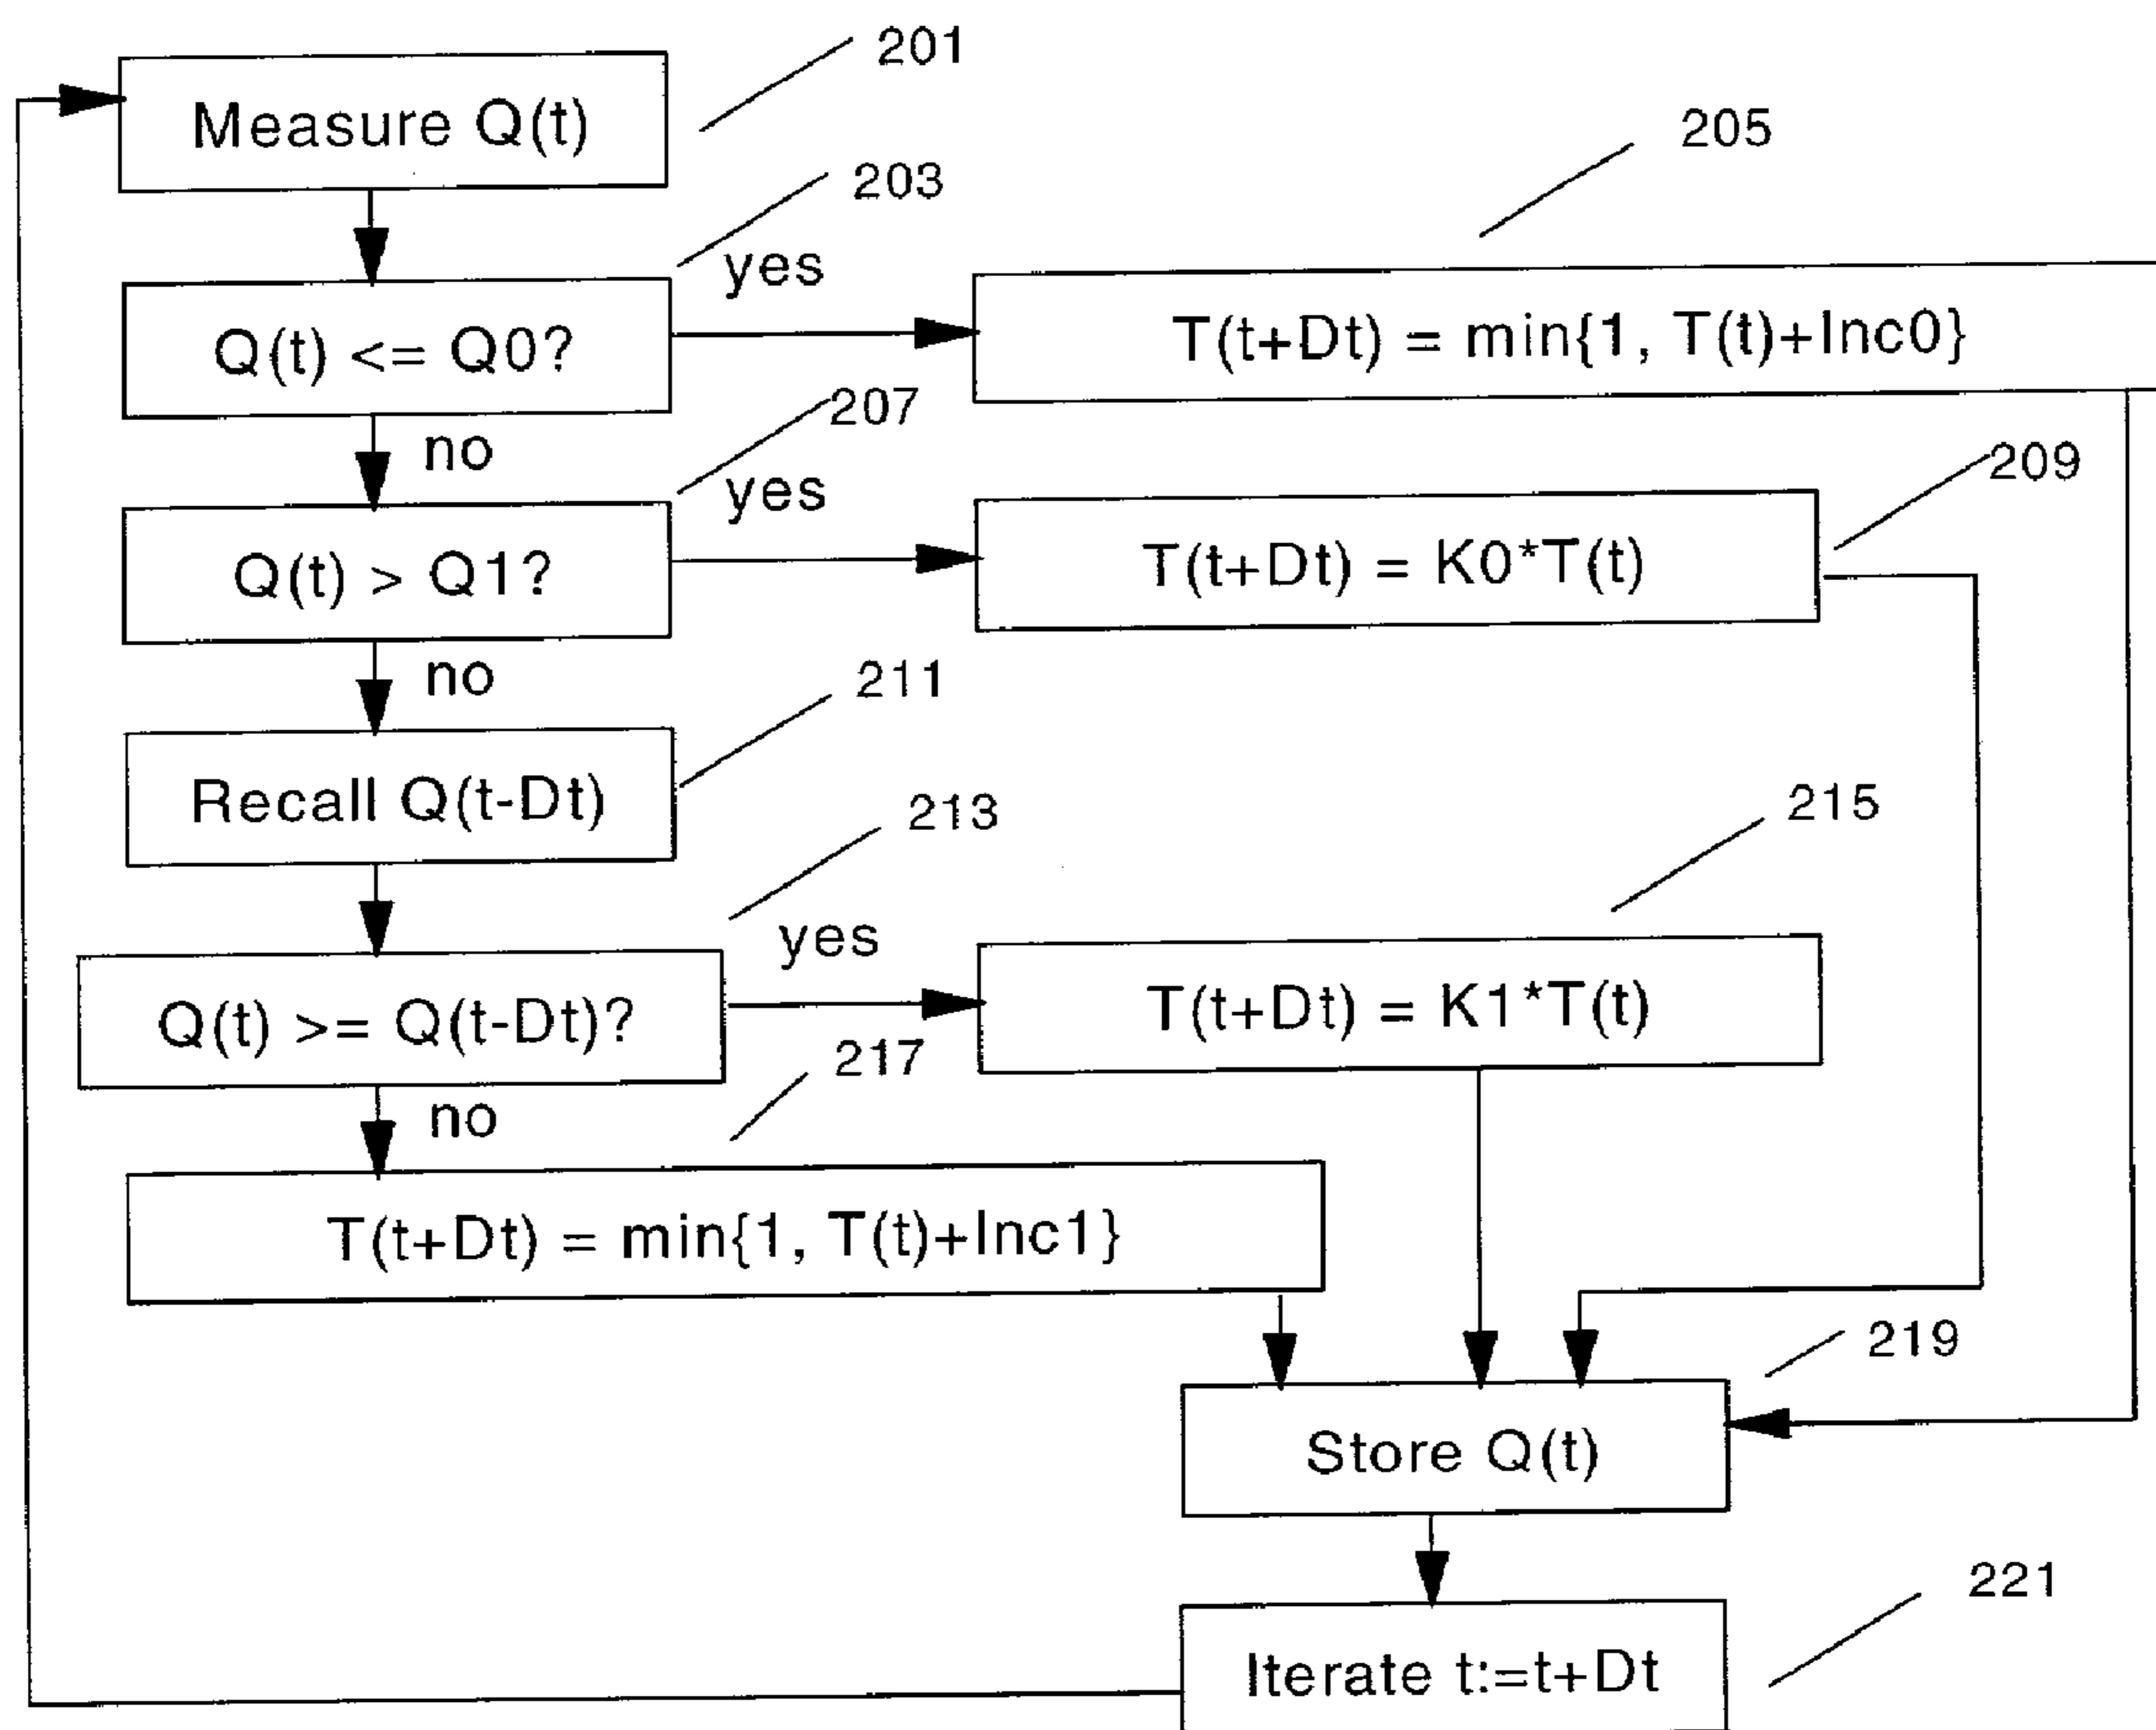 201
Measure Q(t)
203
205
yes
Q(t) <= Q0?
T(t+Dt) = min{1, T(t)+Inc0}
207
no
209
yes
Q(t) > Q1?
T(t+Dt) = K0*T(t)
no
211
Recall Q(t-Dt)
213
215
yes
Q(t) >= Q(t-Dt)?
T(t+Dt) = K1*T(t)
217
no
T(t+Dt) = min{1, T(t)+Inc1}
219
Store Q(t)
221
Iterate t:=t+Dt